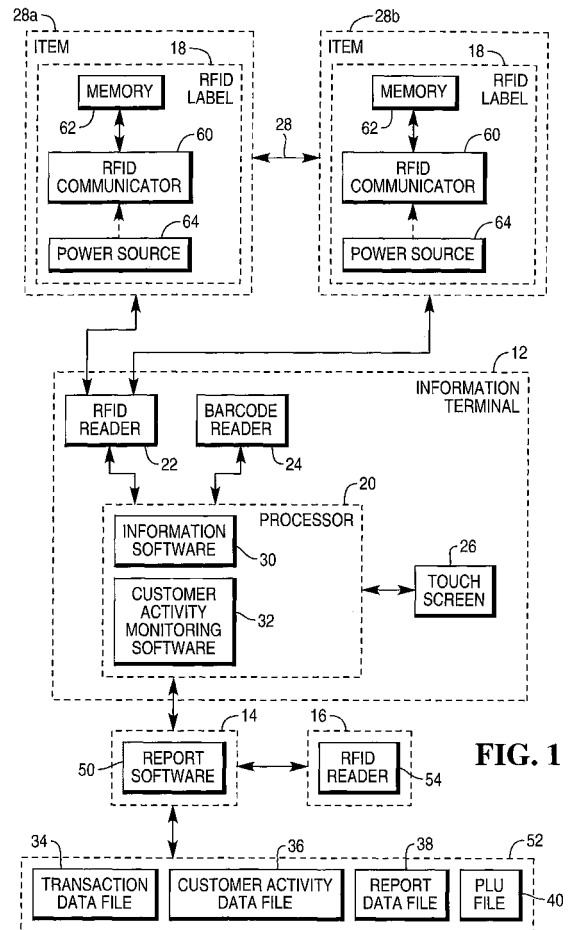 28a
28b
ITEM
18
RFID
LABEL
MEMORY
62
60
RFID
COMMUNICATOR
64
POWER SOURCE
28
ITEM
18
RFID
LABEL
MEMORY
62
60
RFID
COMMUNICATOR
64
POWER SOURCE
12
INFORMATION
TERMINAL
RFID
READER
22
BARCODE
READER
24
20
PROCESSOR
INFORMATION
SOFTWARE
30
CUSTOMER
ACTIVITY
MONITORING
SOFTWARE
32
26
TOUCH
SCREEN
14
REPORT
SOFTWARE
50
16
RFID
READER
54
FIG. 1
34
TRANSACTION
DATA FILE
36
CUSTOMER ACTIVITY
DATA FILE
38
REPORT
DATA FILE
52
PLU
FILE
40